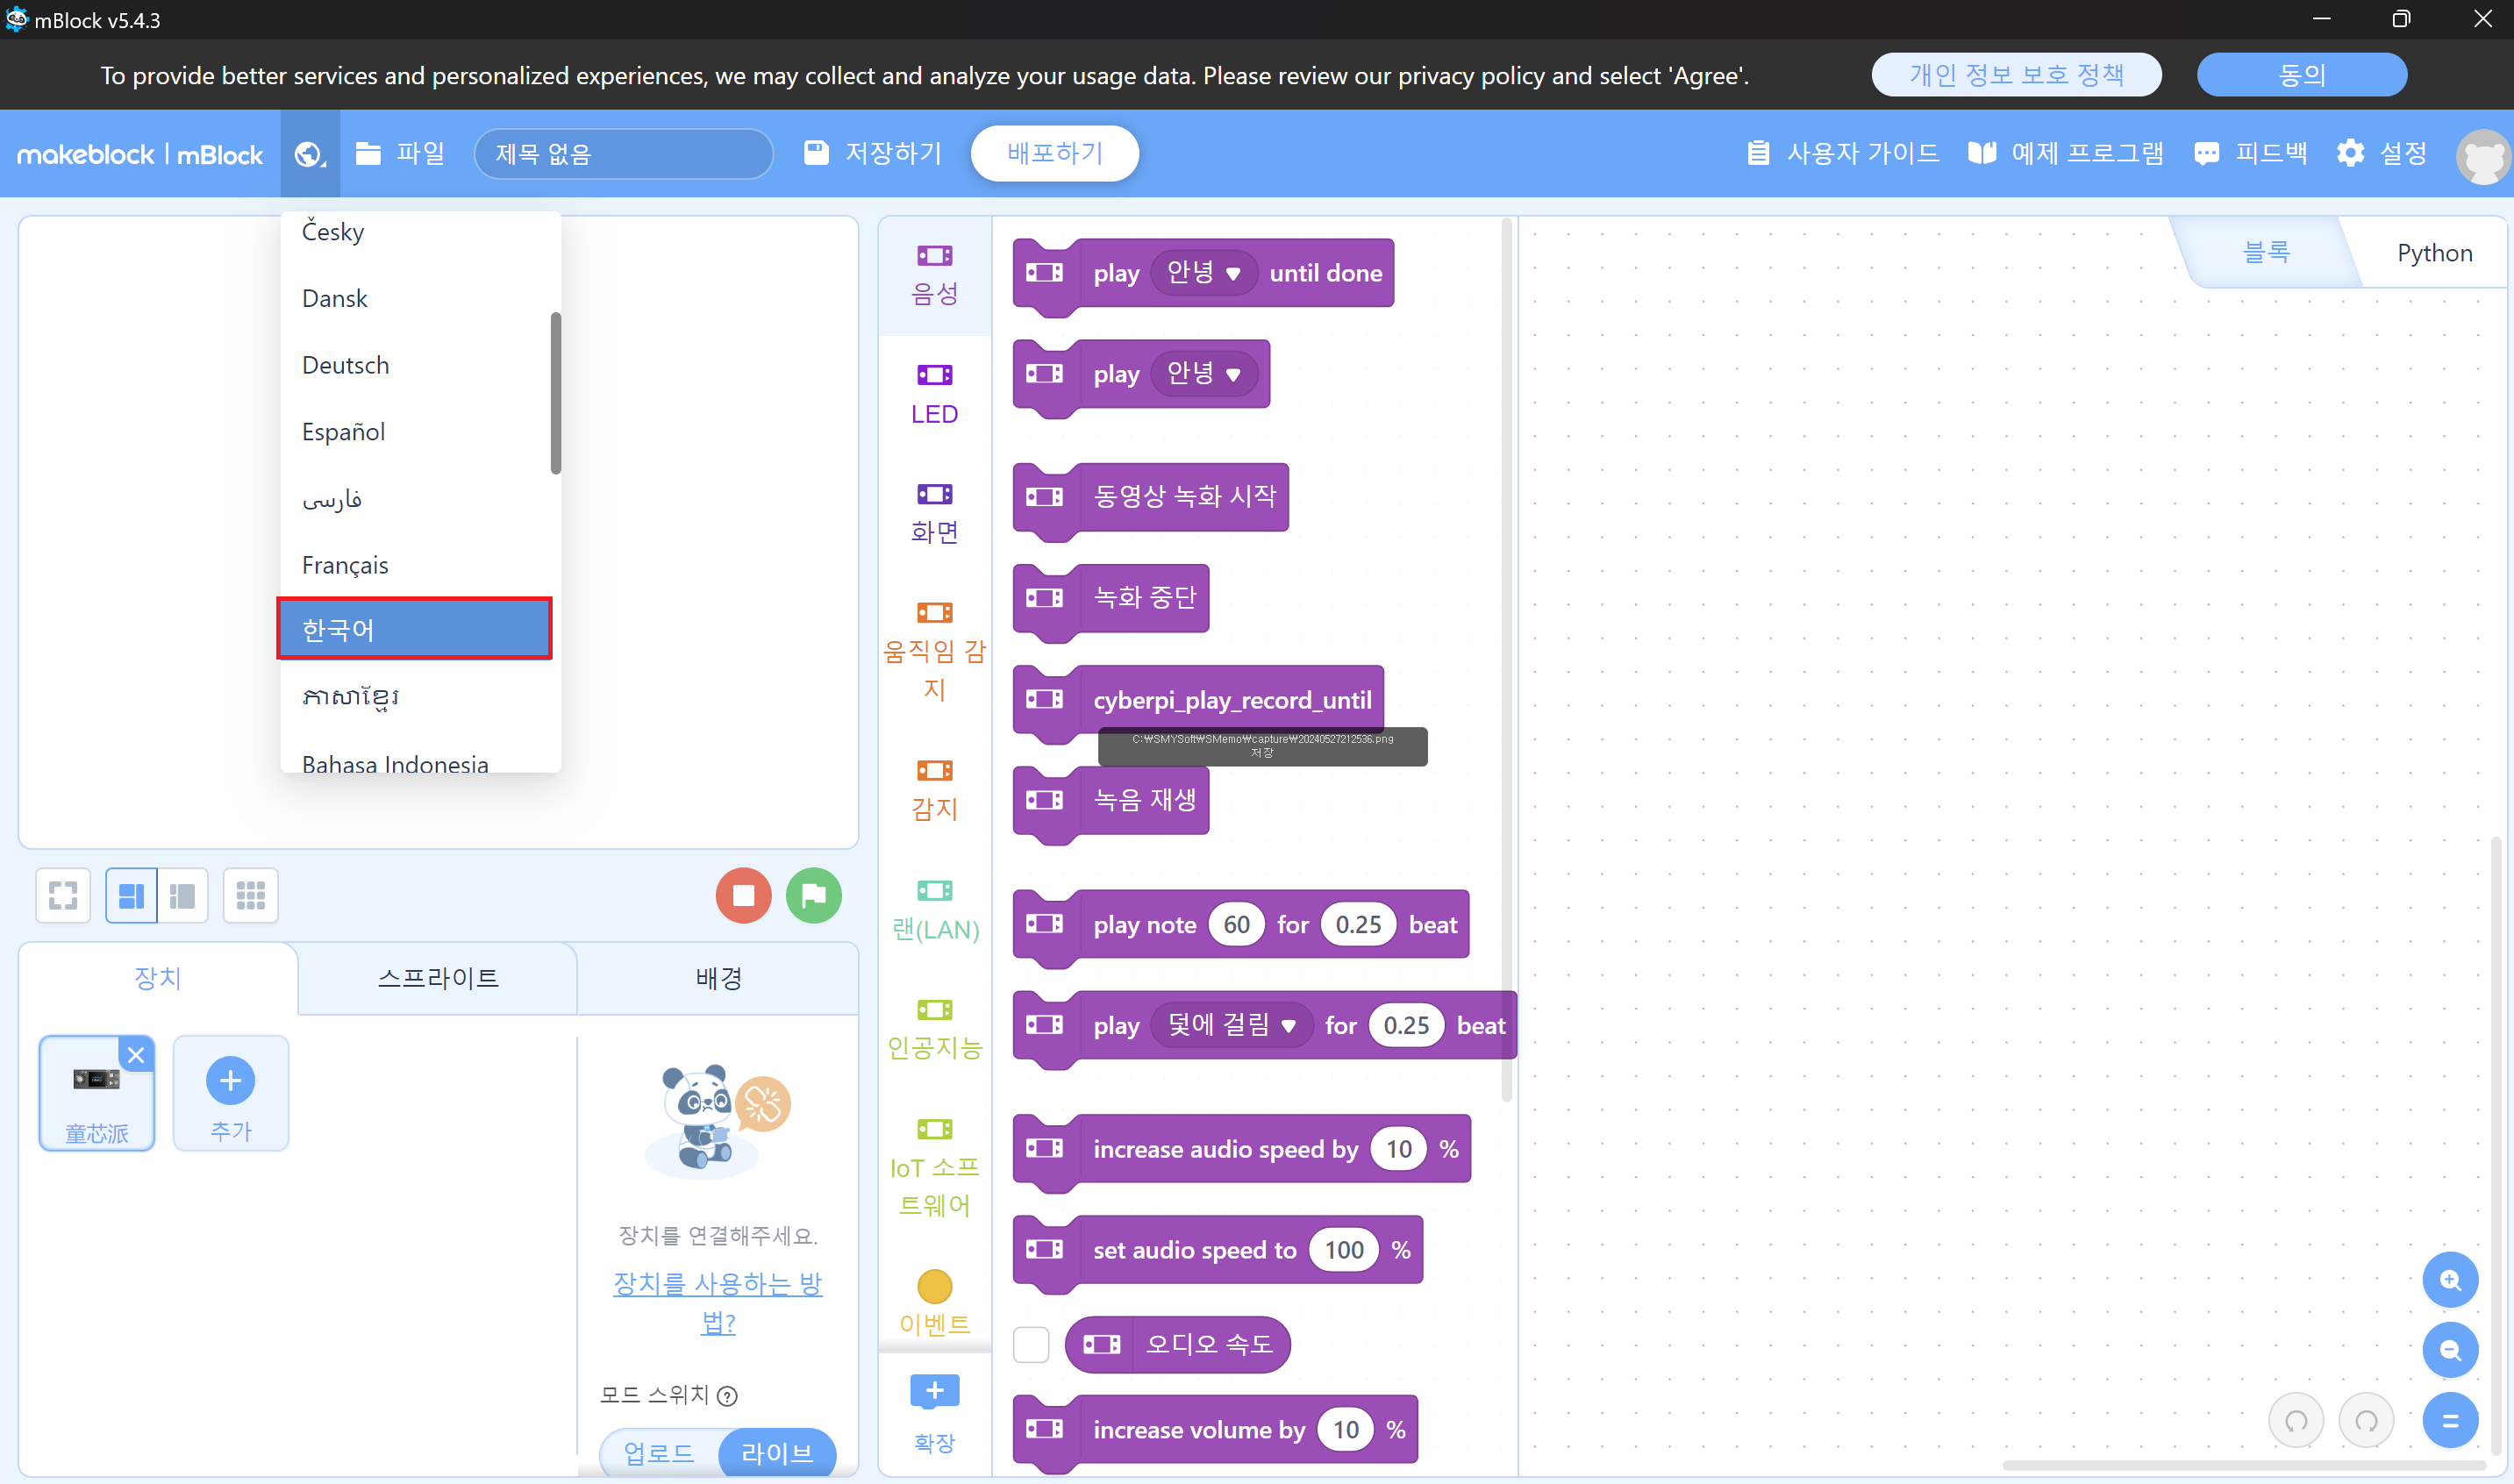 mBlock v5.4.3
To provide better services and personalized experiences, we may collect and analyze your usage data. Please review our privacy policy and select 'Agree'.
개인 정보 보호 정책
동의
makeblock | mBlock
파일
제목 없음
저장하기
배포하기
사용자 가이드
예제 프로그램
피드백
설정
Česky
Dansk
Deutsch
Español
فارسی
Français
한국어
ភាសាខ្មែរ
Bahasa Indonesia
장치
스프라이트
배경
童芯派
추가
장치를 연결해주세요.
장치를 사용하는 방
법?
모드 스위치 ?
업로드
라이브
음성
LED
화면
움직임 감
지
감지
랜(LAN)
인공지능
IoT 소프
트웨어
이벤트
확장
play 안녕 until done
play 안녕
동영상 녹화 시작
녹화 중단
cyberpi_play_record_until
C:₩SMYSoft₩SMemo₩capture₩20240527212536.png
저장
녹음 재생
play note 60 for 0.25 beat
play 덫에 걸림 for 0.25 beat
increase audio speed by 10 %
set audio speed to 100 %
오디오 속도
increase volume by 10 %
블록
Python